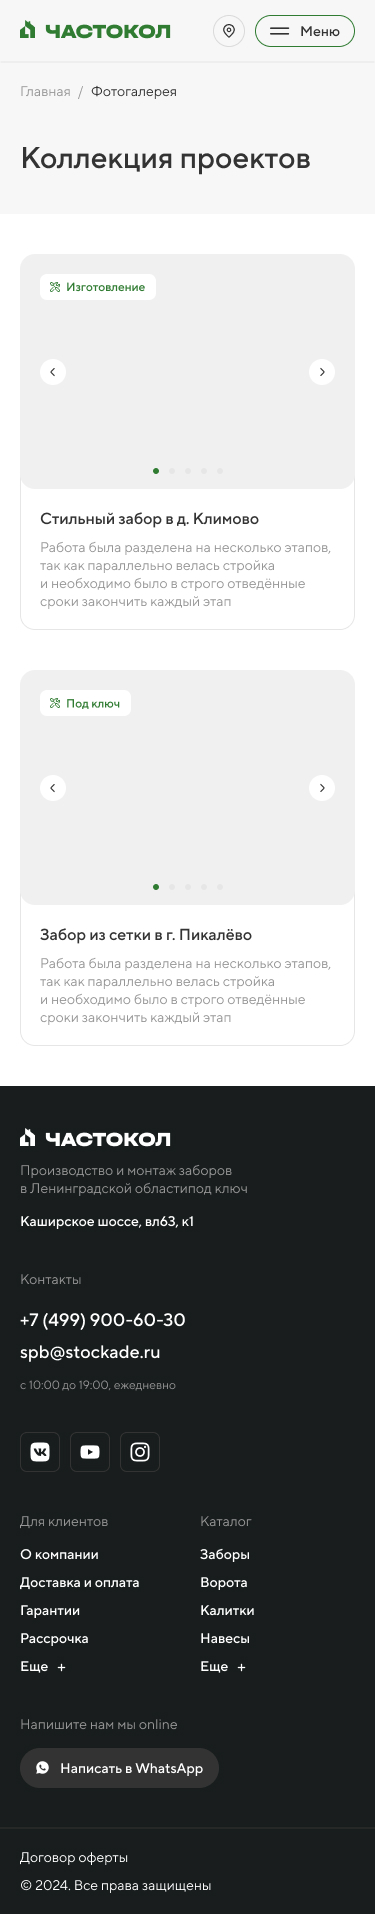 ЧАСТОКОЛ
Меню
Главная / Фотогалерея
Коллекция проектов
Изготовление
Стильный забор в д. Климово
Работа была разделена на несколько этапов,
так как параллельно велась стройка
и необходимо было в строго отведённые
сроки закончить каждый этап
Под ключ
Забор из сетки в г. Пикалёво
Работа была разделена на несколько этапов,
так как параллельно велась стройка
и необходимо было в строго отведённые
сроки закончить каждый этап
ЧАСТОКОЛ
Производство и монтаж заборов
в Ленинградской областипод ключ
Каширское шоссе, вл63, к1
Контакты
+7 (499) 900-60-30
spb@stockade.ru
с 10:00 до 19:00, ежедневно
Для клиентов
О компании
Доставка и оплата
Гарантии
Рассрочка
Еще +
Каталог
Заборы
Ворота
Калитки
Навесы
Еще +
Напишите нам мы online
Написать в WhatsApp
Договор оферты
© 2024. Все права защищены